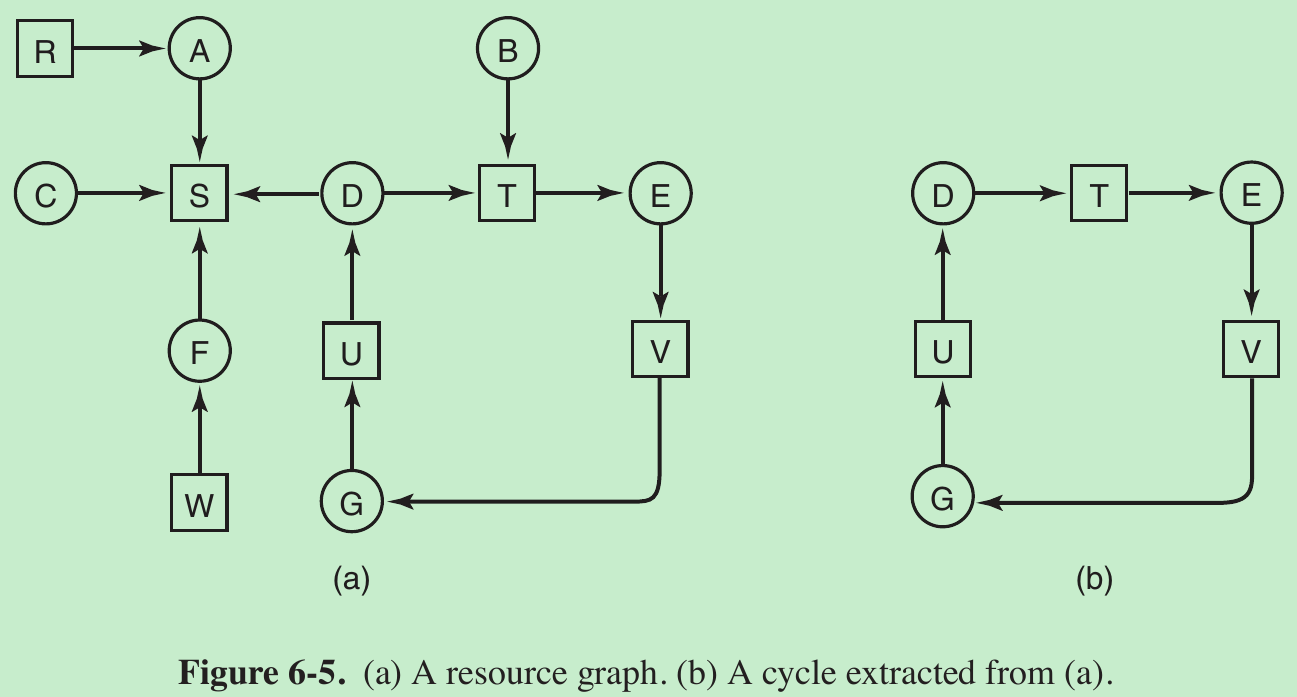 R A B
C S D T E
F U V
W G
D T E
U V
G
(a) (b)
Figure 6-5. (a) A resource graph. (b) A cycle extracted from (a).